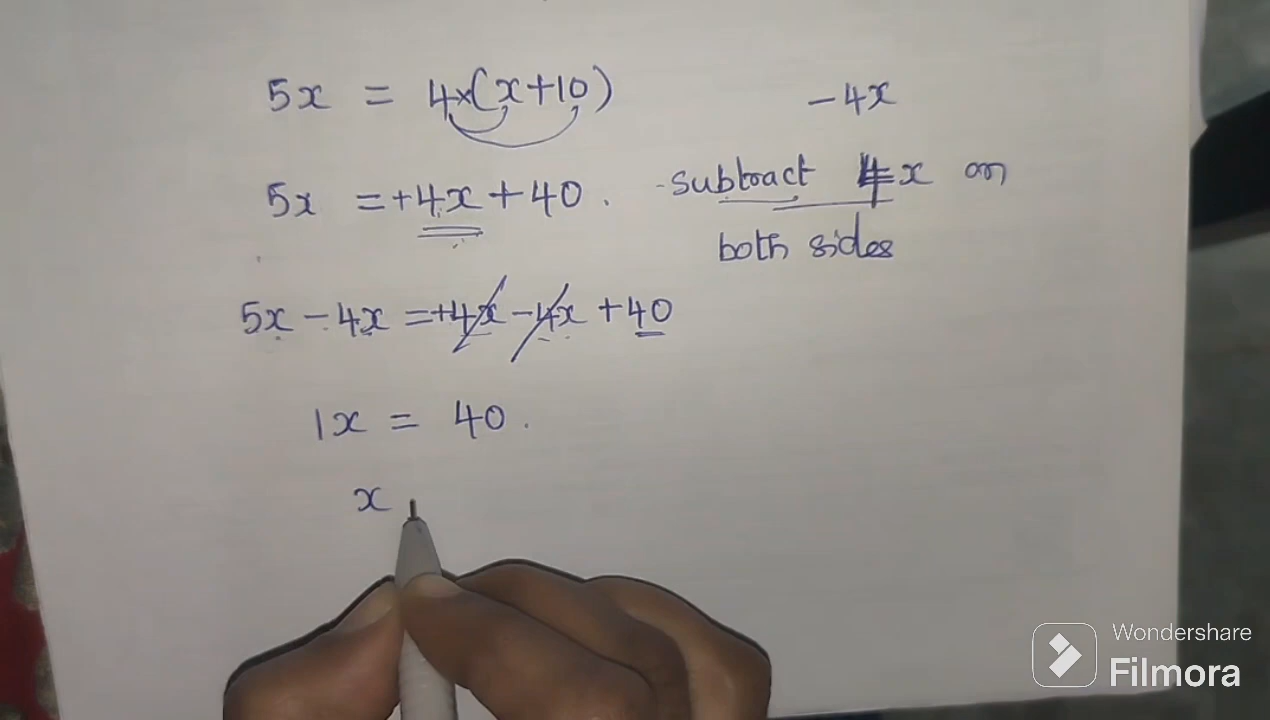 5x = 4×(x+10)
-4x
5x = +4x + 40.
subtract 4x on
both sides
5x - 4x = +4x - 4x + 40
1x = 40.
x
Wondershare
Filmora